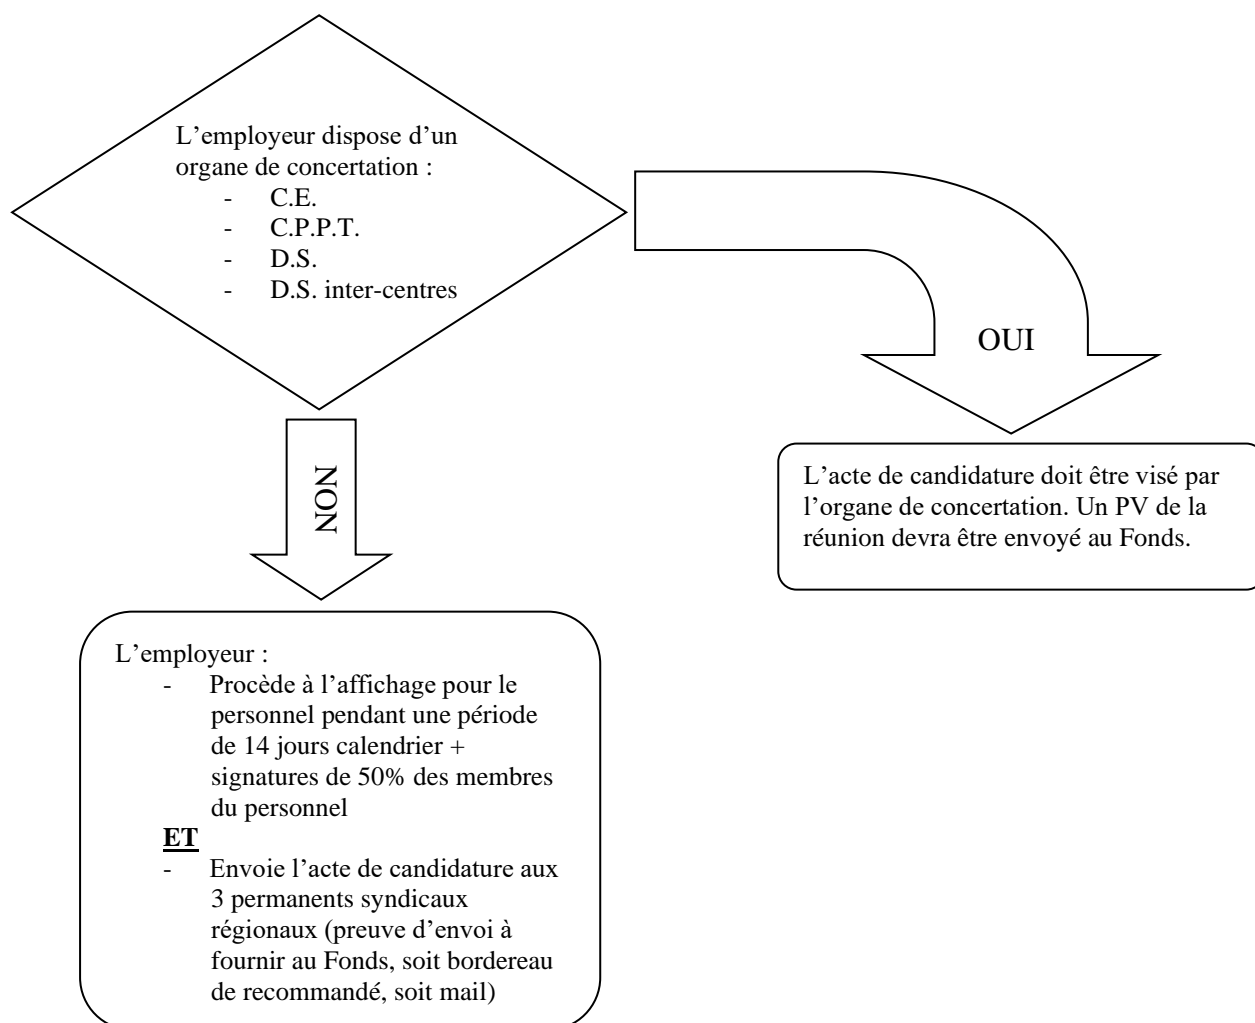 L’employeur dispose d’un
organe de concertation :
- C.E.
- C.P.P.T.
- D.S.
- D.S. inter-centres
OUI
L’acte de candidature doit être visé par
l’organe de concertation. Un PV de la
réunion devra être envoyé au Fonds.
NON
L’employeur :
- Procède à l’affichage pour le
personnel pendant une période
de 14 jours calendrier +
signatures de 50% des membres
du personnel
ET
- Envoie l’acte de candidature aux
3 permanents syndicaux
régionaux (preuve d’envoi à
fournir au Fonds, soit bordereau
de recommandé, soit mail)